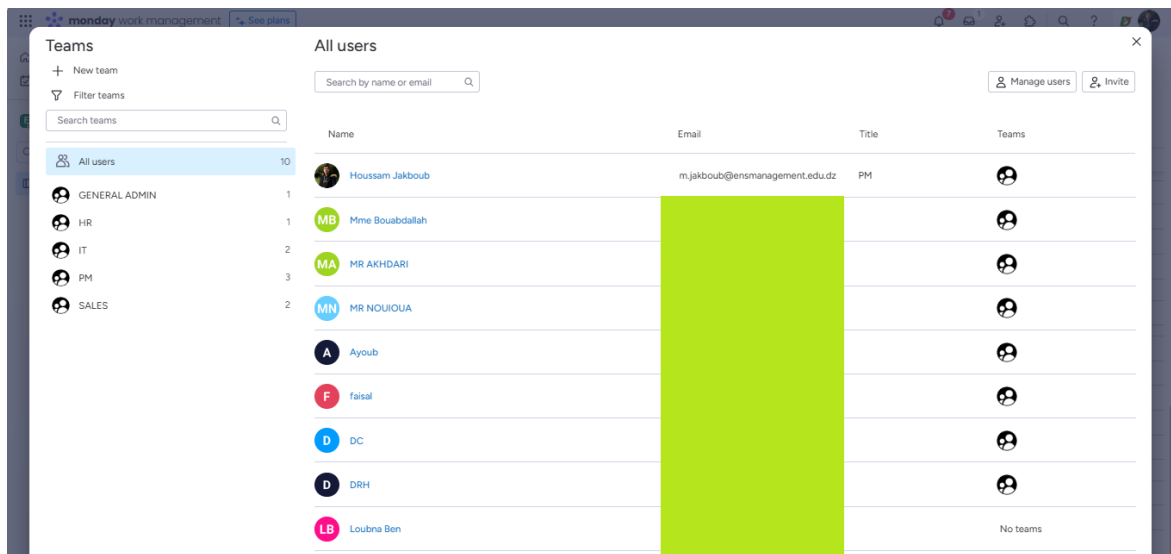 monday work management See plans
7 1 ?
Teams
New team
Filter teams
Search teams
All users 10
GENERAL ADMIN 1
HR 1
IT 2
PM 3
SALES 2
All users
Search by name or email
Manage users Invite
Name Email Title Teams
Houssam Jakboub m.jakboub@ensmanagement.edu.dz PM
MB Mme Bouabdallah
MA MR AKHDARI
MN MR NOUIOUA
A Ayoub
F faisal
D DC
D DRH
LB Loubna Ben No teams